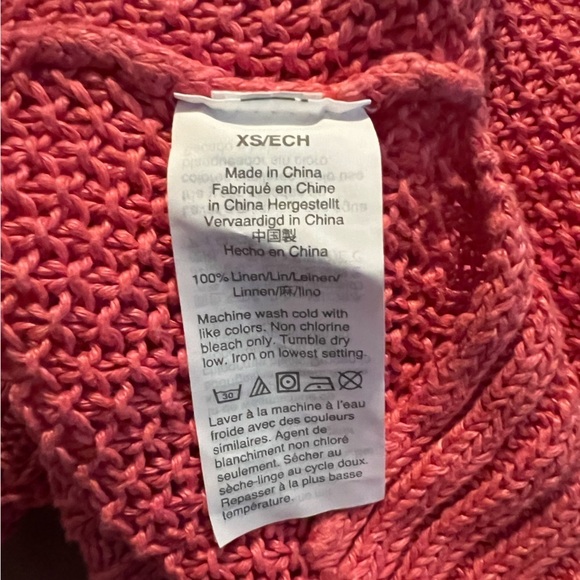 XS/ECH
Made in China
Fabriqué en Chine
in China Hergestellt
Vervaardigd in China
中国製
Hecho en China
100% Linen/Lin/Leinen/
Linnen/麻/lino
Machine wash cold with
like colors. Non chlorine
bleach only. Tumble dry
low. Iron on lowest setting.
30
Laver à la machine à l'eau
froide avec des couleurs
similaires. Agent de
blanchiment non chloré
seulement. Sécher au
sèche-linge au cycle doux.
Repasser à la plus basse
température.